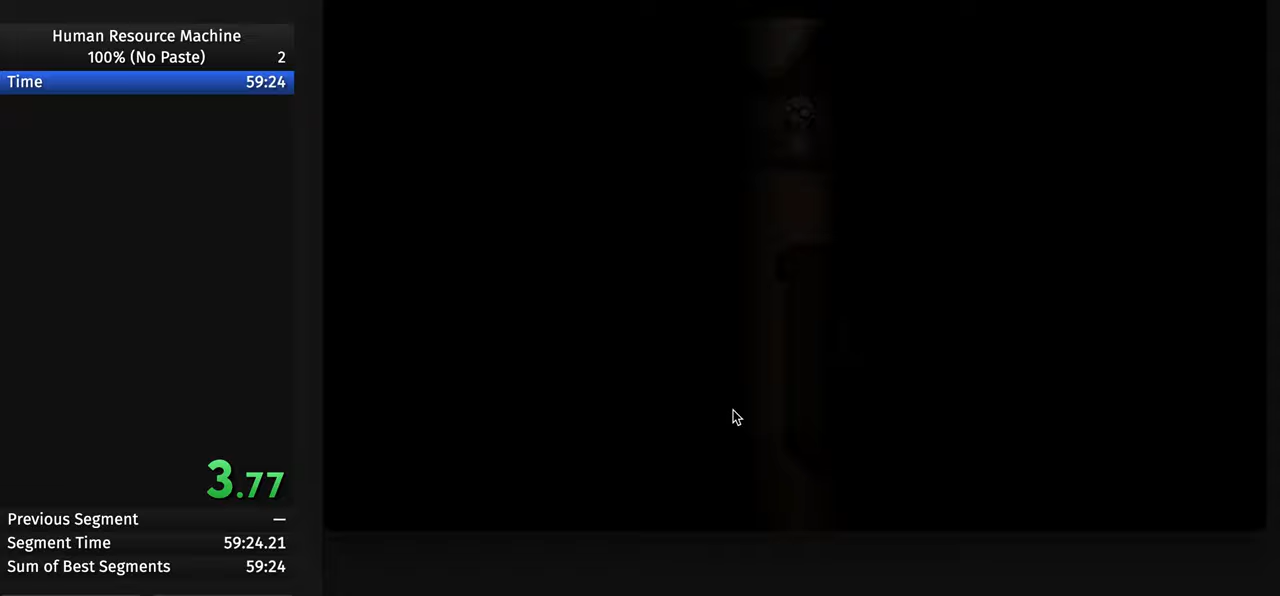 Human Resource Machine
100% (No Paste) 2
Time 59:24
3.77
Previous Segment —
Segment Time 59:24.21
Sum of Best Segments 59:24